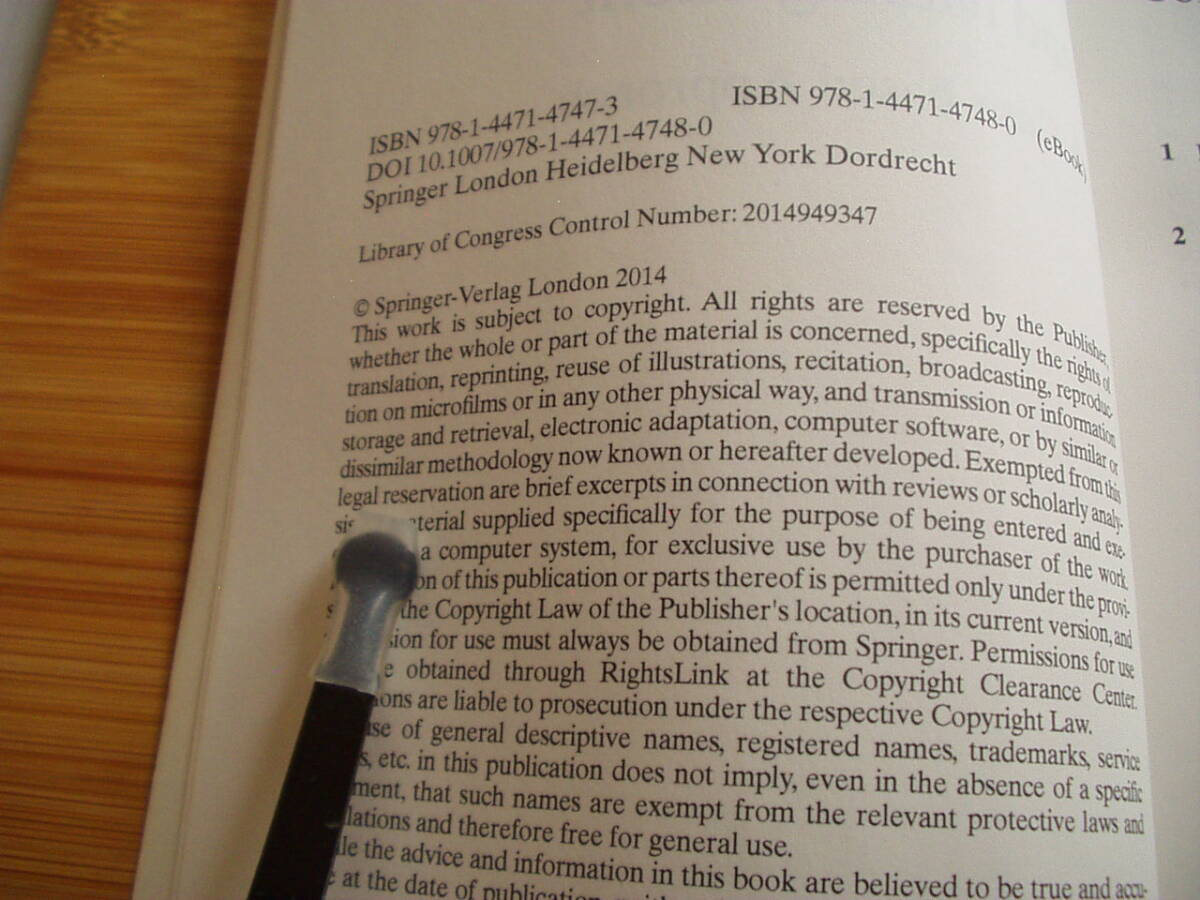 ISBN 978-1-4471-4747-3 ISBN 978-1-4471-4748-0 (eBook)
DOI 10.1007/978-1-4471-4748-0
Springer London Heidelberg New York Dordrecht
Library of Congress Control Number: 2014949347
© Springer-Verlag London 2014
This work is subject to copyright. All rights are reserved by the Publisher,
whether the whole or part of the material is concerned, specifically the rights of
translation, reprinting, reuse of illustrations, recitation, broadcasting, reproduc-
tion on microfilms or in any other physical way, and transmission or information
storage and retrieval, electronic adaptation, computer software, or by similar or
dissimilar methodology now known or hereafter developed. Exempted from this
legal reservation are brief excerpts in connection with reviews or scholarly analy-
supplied specifically for the purpose of being entered and exe-
a computer system, for exclusive use by the purchaser of the work.
of this publication or parts thereof is permitted only under the provi-
the Copyright Law of the Publisher's location, in its current version, and
for use must always be obtained from Springer. Permissions for use
obtained through RightsLink at the Copyright Clearance Center.
are liable to prosecution under the respective Copyright Law.
of general descriptive names, registered names, trademarks, service
etc. in this publication does not imply, even in the absence of a specific
that such names are exempt from the relevant protective laws and
and therefore free for general use.
the advice and information in this book are believed to be true and accu-
at the date of publication,
1
2